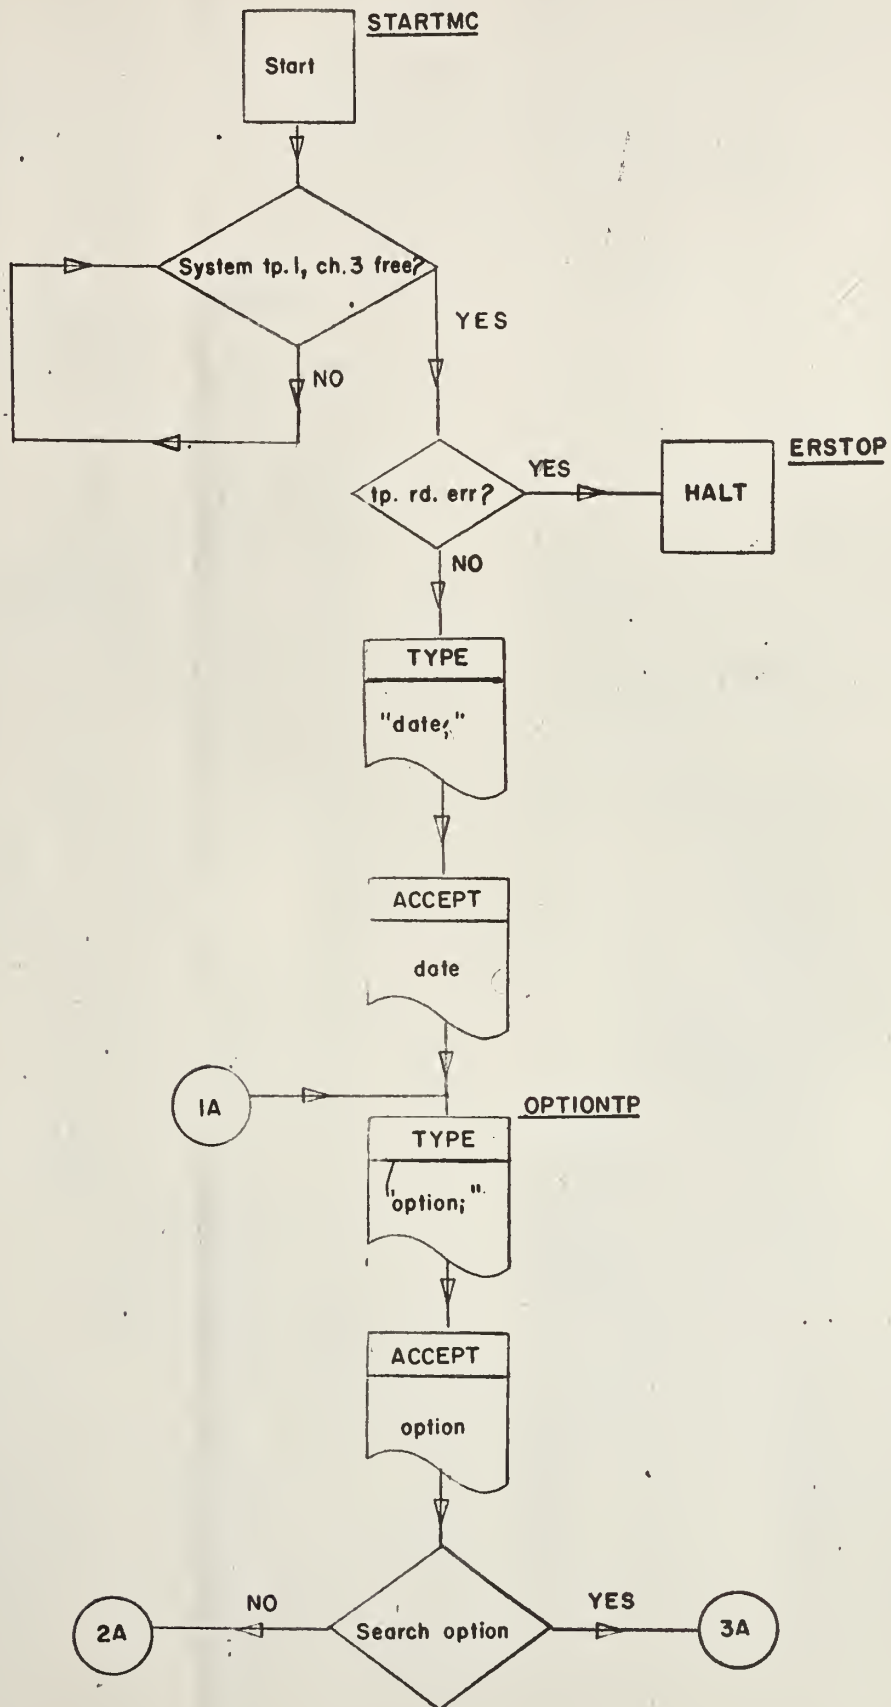 STARTMC
Start
System tp.1, ch.3 free?
YES
NO
ERSTOP
YES
tp. rd. err?
HALT
NO
TYPE
"date;"
ACCEPT
date
1A
OPTIONTP
TYPE
"option;"
ACCEPT
option
NO
YES
2A
Search option
3A